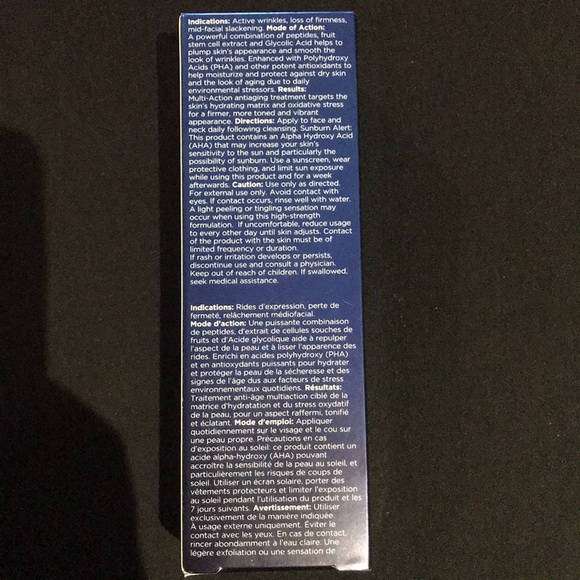 Indications: Active wrinkles, loss of firmness,
mid-facial slackening. Mode of Action:
A powerful combination of peptides, fruit
stem cell extract and Glycolic Acid helps to
plump skin's appearance and smooth the
look of wrinkles. Enhanced with Polyhydroxy
Acids (PHA) and other potent antioxidants to
help moisturize and protect against dry skin
and the look of aging due to daily
environmental stressors. Results:
Multi-Action antiaging treatment targets the
skin's hydrating matrix and oxidative stress
for a firmer, more toned and vibrant
appearance. Directions: Apply to face and
neck daily following cleansing. Sunburn Alert:
This product contains an Alpha Hydroxy Acid
(AHA) that may increase your skin's
sensitivity to the sun and particularly the
possibility of sunburn. Use a sunscreen, wear
protective clothing, and limit sun exposure
while using this product and for a week
afterwards. Caution: Use only as directed.
For external use only. Avoid contact with
eyes. If contact occurs, rinse well with water.
A light peeling or tingling sensation may
occur when using this high-strength
formulation. If uncomfortable, reduce usage
to every other day until skin adjusts. Contact
of the product with the skin must be of
limited frequency or duration.
If rash or irritation develops or persists,
discontinue use and consult a physician.
Keep out of reach of children. If swallowed,
seek medical assistance.
Indications: Rides d'expression, perte de
fermeté, relâchement médiofacial.
Mode d'action: Une puissante combinaison
de peptides, d'extrait de cellules souches de
fruits et d'Acide glycolique aide à repulper
l'aspect de la peau et à lisser l'apparence des
rides. Enrichi en acides polyhydroxy (PHA)
et en antioxydants puissants pour hydrater
et protéger la peau de la sécheresse et des
signes de l'âge dus aux facteurs de stress
environnementaux quotidiens. Résultats:
Traitement anti-âge multiaction ciblé de la
matrice d'hydratation et du stress oxydatif
de la peau, pour un aspect raffermi, tonifié
et éclatant. Mode d'emploi: Appliquer
quotidiennement sur le visage et le cou sur
une peau propre. Précautions en cas
d'exposition au soleil: ce produit contient un
acide alpha-hydroxy (AHA) pouvant
accroître la sensibilité de la peau au soleil, et
particulièrement les risques de coups de
soleil. Utiliser un écran solaire, porter des
vêtements protecteurs et limiter l'exposition
au soleil pendant l'utilisation du produit et les
7 jours suivants. Avertissement: Utiliser
exclusivement de la manière indiquée.
À usage externe uniquement. Éviter le
contact avec les yeux. En cas de contact,
rincer abondamment à l'eau claire. Une
légère exfoliation ou une sensation de